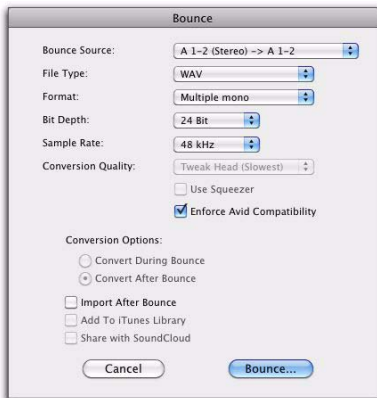 Bounce
Bounce Source: A 1-2 (Stereo) -> A 1-2
File Type: WAV
Format: Multiple mono
Bit Depth: 24 Bit
Sample Rate: 48 kHz
Conversion Quality: Tweak Head (Slowest)
Use Squeezer
Enforce Avid Compatibility
Conversion Options:
Convert During Bounce
Convert After Bounce
Import After Bounce
Add To iTunes Library
Share with SoundCloud
Cancel Bounce...